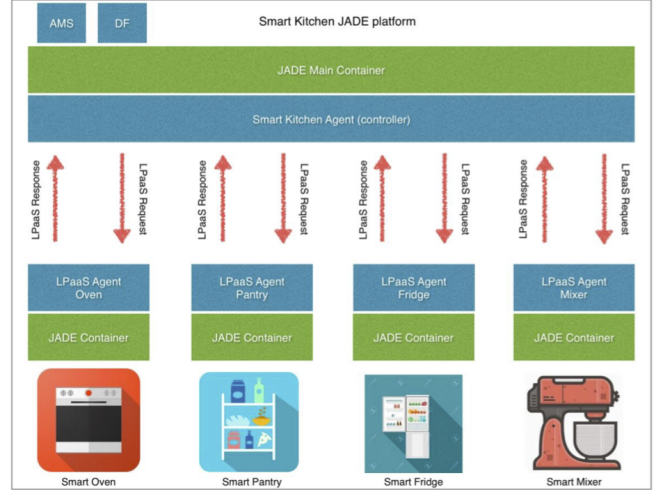 AMS
DF
Smart Kitchen JADE platform
JADE Main Container
Smart Kitchen Agent (controller)
LPaaS Response
LPaaS Request
LPaaS Response
LPaaS Request
LPaaS Response
LPaaS Request
LPaaS Response
LPaaS Request
LPaaS Agent
Oven
LPaaS Agent
Pantry
LPaaS Agent
Fridge
LPaaS Agent
Mixer
JADE Container
JADE Container
JADE Container
JADE Container
Smart Oven
Smart Pantry
Smart Fridge
Smart Mixer